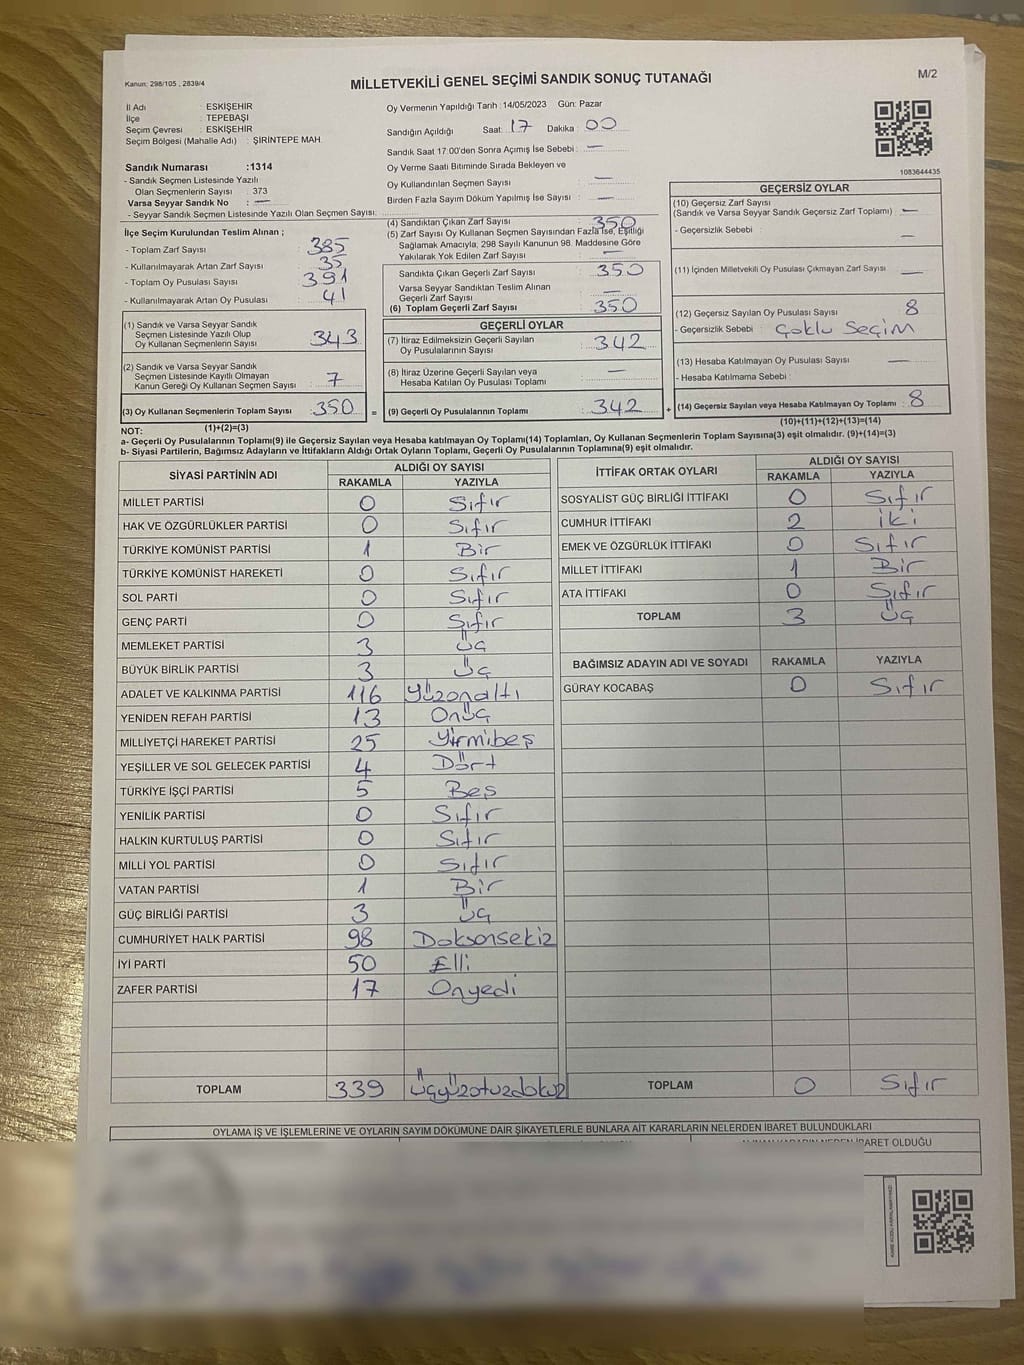 Kanun: 298/105 , 2839/4
MİLLETVEKİLİ GENEL SEÇİMİ SANDIK SONUÇ TUTANAĞI
M/2
İl Adı : ESKİŞEHİR
İlçe : TEPEBAŞI
Seçim Çevresi : ESKİŞEHİR
Seçim Bölgesi (Mahalle Adı) : ŞİRİNTEPE MAH.
Sandık Numarası :1314
- Sandık Seçmen Listesinde Yazılı
Olan Seçmenlerin Sayısı : 373
Varsa Seyyar Sandık No : —
- Seyyar Sandık Seçmen Listesinde Yazılı Olan Seçmen Sayısı:
İlçe Seçim Kurulundan Teslim Alınan ;
- Toplam Zarf Sayısı : 385
- Kullanılmayarak Artan Zarf Sayısı : 35
- Toplam Oy Pusulası Sayısı : 391
- Kullanılmayarak Artan Oy Pusulası : 41
(1) Sandık ve Varsa Seyyar Sandık
Seçmen Listesinde Yazılı Olup
Oy Kullanan Seçmenlerin Sayısı 343
(2) Sandık ve Varsa Seyyar Sandık
Seçmen Listesinde Kayıtlı Olmayan
Kanun Gereği Oy Kullanan Seçmen Sayısı 7
(3) Oy Kullanan Seçmenlerin Toplam Sayısı 350 =
(1)+(2)=(3)
Oy Vermenin Yapıldığı Tarih : 14/05/2023 Gün: Pazar
Sandığın Açıldığı Saat: 17 Dakika : 00
Sandık Saat 17:00'den Sonra Açımış İse Sebebi : —
Oy Verme Saati Bitiminde Sırada Bekleyen ve
Oy Kullandırılan Seçmen Sayısı : —
Birden Fazla Sayım Döküm Yapılmış İse Sayısı : —
(4) Sandıktan Çıkan Zarf Sayısı : 350
(5) Zarf Sayısı Oy Kullanan Seçmen Sayısından Fazla İse, Eşitliği
Sağlamak Amacıyla, 298 Sayılı Kanunun 98. Maddesine Göre
Yakılarak Yok Edilen Zarf Sayısı : —
Sandıkta Çıkan Geçerli Zarf Sayısı : 350
Varsa Seyyar Sandıktan Teslim Alınan
Geçerli Zarf Sayısı : —
(6) Toplam Geçerli Zarf Sayısı : 350
GEÇERLİ OYLAR
(7) İtiraz Edilmeksizin Geçerli Sayılan
Oy Pusulalarının Sayısı : 342
(8) İtiraz Üzerine Geçerli Sayılan veya
Hesaba Katılan Oy Pusulası Toplamı : —
(9) Geçerli Oy Pusulalarının Toplamı : 342 +
1083644435
GEÇERSİZ OYLAR
(10) Geçersiz Zarf Sayısı
(Sandık ve Varsa Seyyar Sandık Geçersiz Zarf Toplamı) : —
- Geçersizlik Sebebi : —
(11) İçinden Milletvekili Oy Pusulası Çıkmayan Zarf Sayısı : —
(12) Geçersiz Sayılan Oy Pusulası Sayısı : 8
- Geçersizlik Sebebi : Çoklu Seçim
(13) Hesaba Katılmayan Oy Pusulası Sayısı : —
- Hesaba Katılmama Sebebi :
(14) Geçersiz Sayılan veya Hesaba Katılmayan Oy Toplamı : 8
(10)+(11)+(12)+(13)=(14)
NOT:
a- Geçerli Oy Pusulalarının Toplamı(9) ile Geçersiz Sayılan veya Hesaba katılmayan Oy Toplamı(14) Toplamları, Oy Kullanan Seçmenlerin Toplam Sayısına(3) eşit olmalıdır. (9)+(14)=(3)
b- Siyasi Partilerin, Bağımsız Adayların ve İttifakların Aldığı Ortak Oyların Toplamı, Geçerli Oy Pusulalarının Toplamına(9) eşit olmalıdır.
SİYASİ PARTİNİN ADI ALDIĞI OY SAYISI
RAKAMLA YAZIYLA
MİLLET PARTİSİ 0 Sıfır
HAK VE ÖZGÜRLÜKLER PARTİSİ 0 Sıfır
TÜRKİYE KOMÜNİST PARTİSİ 1 Bir
TÜRKİYE KOMÜNİST HAREKETİ 0 Sıfır
SOL PARTİ 0 Sıfır
GENÇ PARTİ 0 Sıfır
MEMLEKET PARTİSİ 3 Üç
BÜYÜK BİRLİK PARTİSİ 3 Üç
ADALET VE KALKINMA PARTİSİ 116 Yüzonaltı
YENİDEN REFAH PARTİSİ 13 Onüç
MİLLİYETÇİ HAREKET PARTİSİ 25 Yirmibeş
YEŞİLLER VE SOL GELECEK PARTİSİ 4 Dört
TÜRKİYE İŞÇİ PARTİSİ 5 Beş
YENİLİK PARTİSİ 0 Sıfır
HALKIN KURTULUŞ PARTİSİ 0 Sıfır
MİLLİ YOL PARTİSİ 0 Sıfır
VATAN PARTİSİ 1 Bir
GÜÇ BİRLİĞİ PARTİSİ 3 Üç
CUMHURİYET HALK PARTİSİ 98 Doksansekiz
İYİ PARTİ 50 Elli
ZAFER PARTİSİ 17 Onyedi
TOPLAM 339 Üçyüzotuzdokuz
İTTİFAK ORTAK OYLARI ALDIĞI OY SAYISI
RAKAMLA YAZIYLA
SOSYALİST GÜÇ BİRLİĞİ İTTİFAKI 0 Sıfır
CUMHUR İTTİFAKI 2 İki
EMEK VE ÖZGÜRLÜK İTTİFAKI 0 Sıfır
MİLLET İTTİFAKI 1 Bir
ATA İTTİFAKI 0 Sıfır
TOPLAM 3 Üç
BAĞIMSIZ ADAYIN ADI VE SOYADI RAKAMLA YAZIYLA
GÜRAY KOCABAŞ 0 Sıfır
TOPLAM 0 Sıfır
OYLAMA İŞ VE İŞLEMLERİNE VE OYLARIN SAYIM DÖKÜMÜNE DAİR ŞİKAYETLERLE BUNLARA AİT KARARLARIN NELERDEN İBARET BULUNDUKLARI
İBARET OLDUĞU